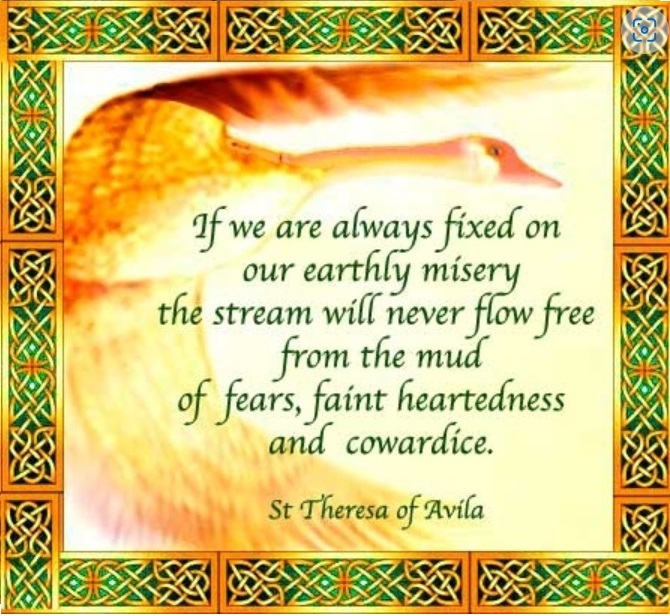 If we are always fixed on
our earthly misery
the stream will never flow free
from the mud
of fears, faint heartedness
and cowardice.
St Theresa of Avila